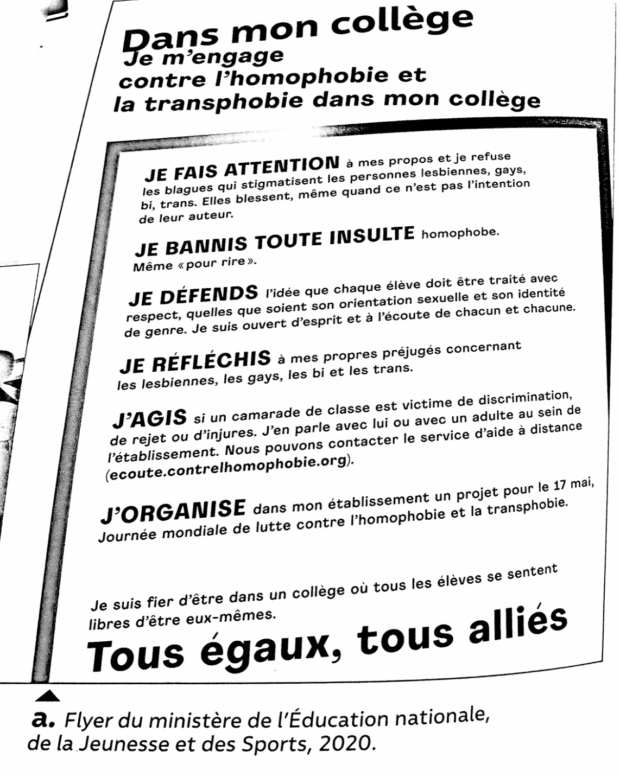 Dans mon collège
Je m'engage
contre l'homophobie et
la transphobie dans mon collège
JE FAIS ATTENTION à mes propos et je refuse
les blagues qui stigmatisent les personnes lesbiennes, gays,
bi, trans. Elles blessent, même quand ce n'est pas l'intention
de leur auteur.
JE BANNIS TOUTE INSULTE homophobe.
Même « pour rire ».
JE DÉFENDS l'idée que chaque élève doit être traité avec
respect, quelles que soient son orientation sexuelle et son identité
de genre. Je suis ouvert d'esprit et à l'écoute de chacun et chacune.
JE RÉFLÉCHIS à mes propres préjugés concernant
les lesbiennes, les gays, les bi et les trans.
J'AGIS si un camarade de classe est victime de discrimination,
de rejet ou d'injures. J'en parle avec lui ou avec un adulte au sein de
l'établissement. Nous pouvons contacter le service d'aide à distance
(ecoute.contrelhomophobie.org).
J'ORGANISE dans mon établissement un projet pour le 17 mai,
Journée mondiale de lutte contre l'homophobie et la transphobie.
Je suis fier d'être dans un collège où tous les élèves se sentent
libres d'être eux-mêmes.
Tous égaux, tous alliés
a. Flyer du ministère de l'Éducation nationale,
de la Jeunesse et des Sports, 2020.